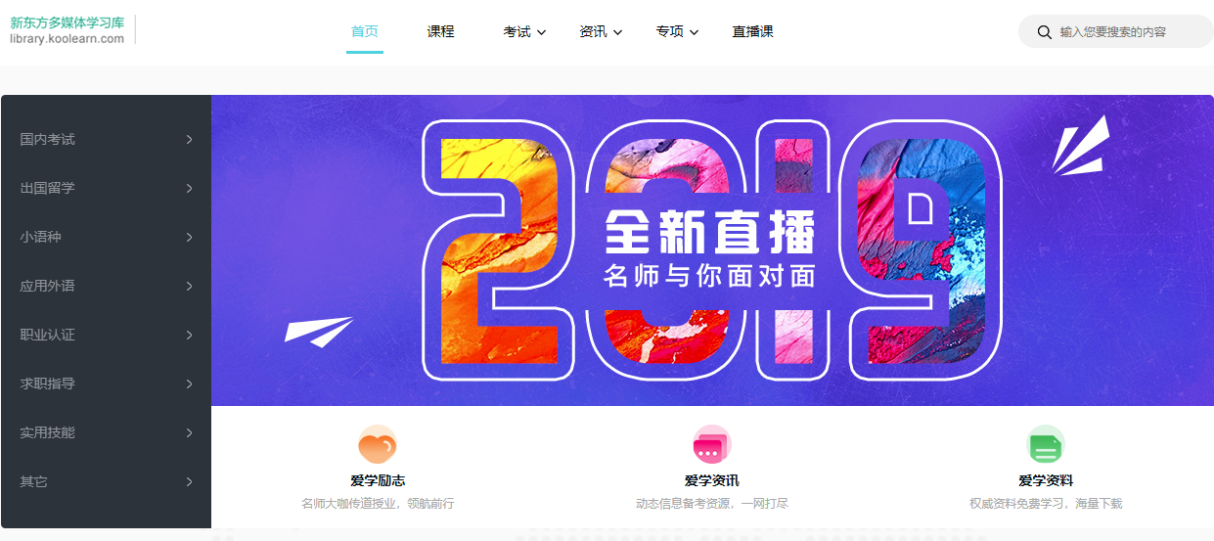 新东方多媒体学习库
library.koolearn.com
首页 课程 考试 资讯 专项 直播课
输入您要搜索的内容
国内考试
出国留学
小语种
应用外语
职业认证
求职指导
实用技能
其它
2019
全新直播
名师与你面对面
爱学励志
名师大咖传道授业，领航前行
爱学资讯
动态信息备考资源，一网打尽
爱学资料
权威资料免费学习，海量下载